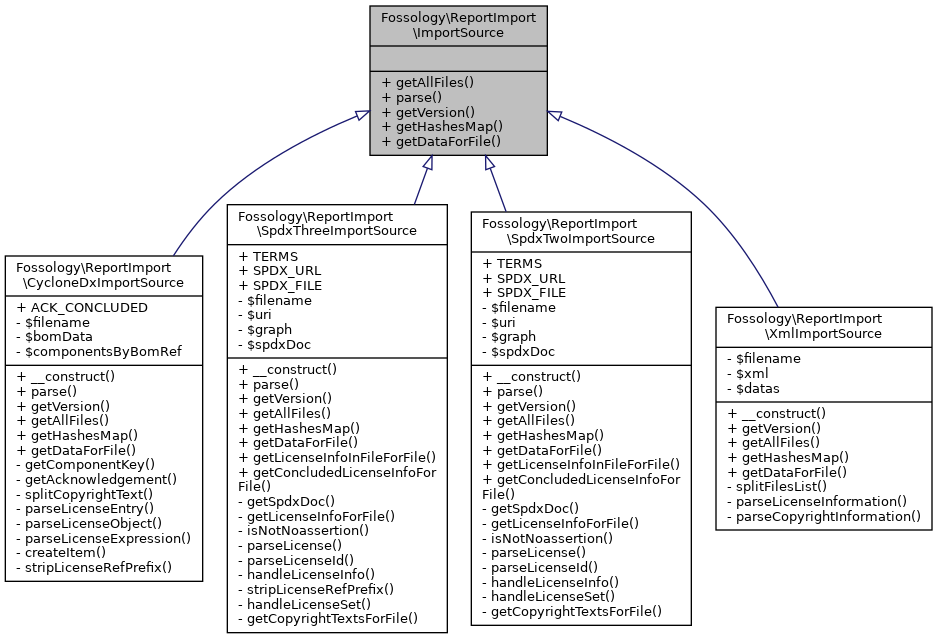 Fossology\ReportImport
\ImportSource
+ getAllFiles()
+ parse()
+ getVersion()
+ getHashesMap()
+ getDataForFile()
Fossology\ReportImport
\CycloneDxImportSource
+ ACK_CONCLUDED
- $filename
- $bomData
- $componentsByBomRef
+ __construct()
+ parse()
+ getVersion()
+ getAllFiles()
+ getHashesMap()
+ getDataForFile()
- getComponentKey()
- getAcknowledgement()
- splitCopyrightText()
- parseLicenseEntry()
- parseLicenseObject()
- parseLicenseExpression()
- createItem()
- stripLicenseRefPrefix()
Fossology\ReportImport
\SpdxThreeImportSource
+ TERMS
+ SPDX_URL
+ SPDX_FILE
- $filename
- $uri
- $graph
- $spdxDoc
+ __construct()
+ parse()
+ getVersion()
+ getAllFiles()
+ getHashesMap()
+ getDataForFile()
+ getLicenseInfoInFileForFile()
+ getConcludedLicenseInfoFor
File()
- getSpdxDoc()
- getLicenseInfoForFile()
- isNotNoassertion()
- parseLicense()
- parseLicenseId()
- handleLicenseInfo()
- stripLicenseRefPrefix()
- handleLicenseSet()
- getCopyrightTextsForFile()
Fossology\ReportImport
\SpdxTwoImportSource
+ TERMS
+ SPDX_URL
+ SPDX_FILE
- $filename
- $uri
- $graph
- $spdxDoc
+ __construct()
+ parse()
+ getVersion()
+ getAllFiles()
+ getHashesMap()
+ getDataForFile()
+ getLicenseInfoInFileForFile()
+ getConcludedLicenseInfoFor
File()
- getSpdxDoc()
- getLicenseInfoForFile()
- isNotNoassertion()
- parseLicense()
- parseLicenseId()
- handleLicenseInfo()
- handleLicenseSet()
- getCopyrightTextsForFile()
Fossology\ReportImport
\XmlImportSource
- $filename
- $xml
- $datas
+ __construct()
+ getVersion()
+ getAllFiles()
+ getHashesMap()
+ getDataForFile()
- splitFilesList()
- parseLicenseInformation()
- parseCopyrightInformation()